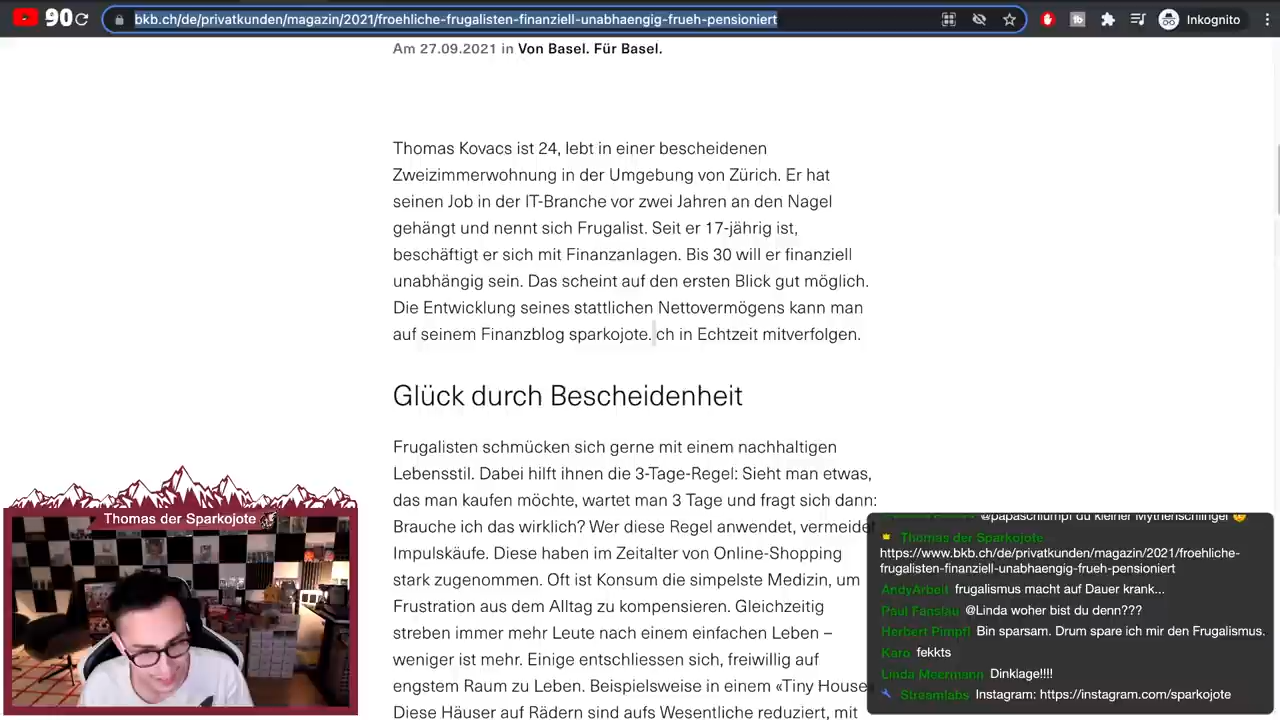 90
bkb.ch/de/privatkunden/magazin/2021/froehliche-frugalisten-finanziell-unabhaengig-frueh-pensioniert
Inkognito
Am 27.09.2021 in Von Basel. Für Basel.
Thomas Kovacs ist 24, lebt in einer bescheidenen
Zweizimmerwohnung in der Umgebung von Zürich. Er hat
seinen Job in der IT-Branche vor zwei Jahren an den Nagel
gehängt und nennt sich Frugalist. Seit er 17-jährig ist,
beschäftigt er sich mit Finanzanlagen. Bis 30 will er finanziell
unabhängig sein. Das scheint auf den ersten Blick gut möglich.
Die Entwicklung seines stattlichen Nettovermögens kann man
auf seinem Finanzblog sparkojote. ch in Echtzeit mitverfolgen.
Glück durch Bescheidenheit
Frugalisten schmücken sich gerne mit einem nachhaltigen
Lebensstil. Dabei hilft ihnen die 3-Tage-Regel: Sieht man etwas,
das man kaufen möchte, wartet man 3 Tage und fragt sich dann:
Brauche ich das wirklich? Wer diese Regel anwendet, vermeidet
Impulskäufe. Diese haben im Zeitalter von Online-Shopping
stark zugenommen. Oft ist Konsum die simpelste Medizin, um
Frustration aus dem Alltag zu kompensieren. Gleichzeitig
streben immer mehr Leute nach einem einfachen Leben –
weniger ist mehr. Einige entschliessen sich, freiwillig auf
engstem Raum zu Leben. Beispielsweise in einem «Tiny House
Diese Häuser auf Rädern sind aufs Wesentliche reduziert, mit
Thomas der Sparkojote
@papaschlumpf du kleiner Mythenschlingel
Thomas der Sparkojote
https://www.bkb.ch/de/privatkunden/magazin/2021/froehliche-
frugalisten-finanziell-unabhaengig-frueh-pensioniert
AndyArbeit frugalismus macht auf Dauer krank...
Paul Fanslau @Linda woher bist du denn???
Herbert Pimpfl Bin sparsam. Drum spare ich mir den Frugalismus.
Karo fekkts
Linda Meermann Dinklage!!!!
Streamlabs Instagram: https://instagram.com/sparkojote